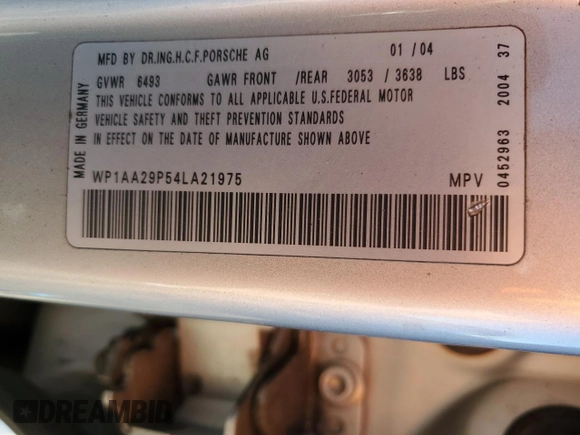 MFD BY DR.ING.H.C.F.PORSCHE AG 01 / 04
GVWR 6493 GAWR FRONT /REAR 3053 / 3638 LBS
THIS VEHICLE CONFORMS TO ALL APPLICABLE U.S.FEDERAL MOTOR
VEHICLE SAFETY AND THEFT PREVENTION STANDARDS
IN EFFECT ON THE DATE OF MANUFACTURE SHOWN ABOVE
WP1AA29P54LA21975 MPV
MADE IN GERMANY
0452963 2004 37
DREAMBID